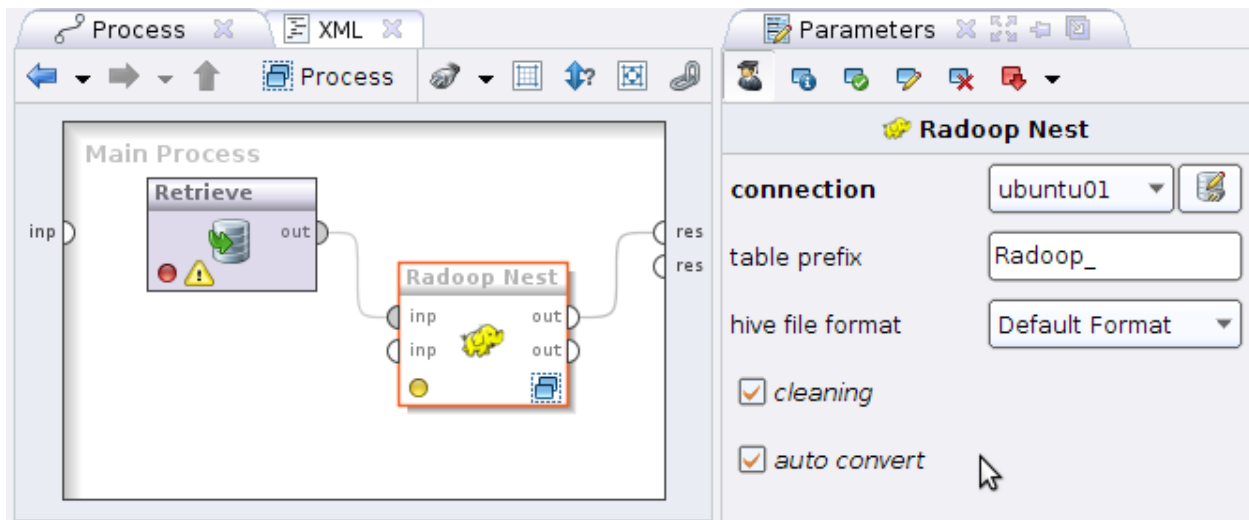 Process
XML
Process
Main Process
Retrieve
inp
out
res
res
Radoop Nest
inp
out
inp
out
Parameters
Radoop Nest
connection
ubuntu01
table prefix
Radoop_
hive file format
Default Format
cleaning
auto convert